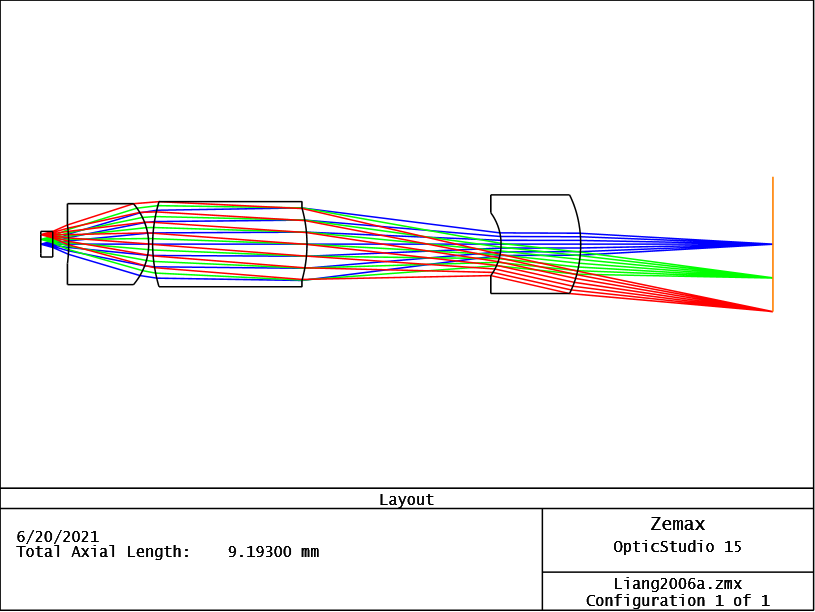 Layout
6/20/2021
Total Axial Length:    9.19300 mm
Zemax
OpticStudio 15
Liang2006a.zmx
Configuration 1 of 1